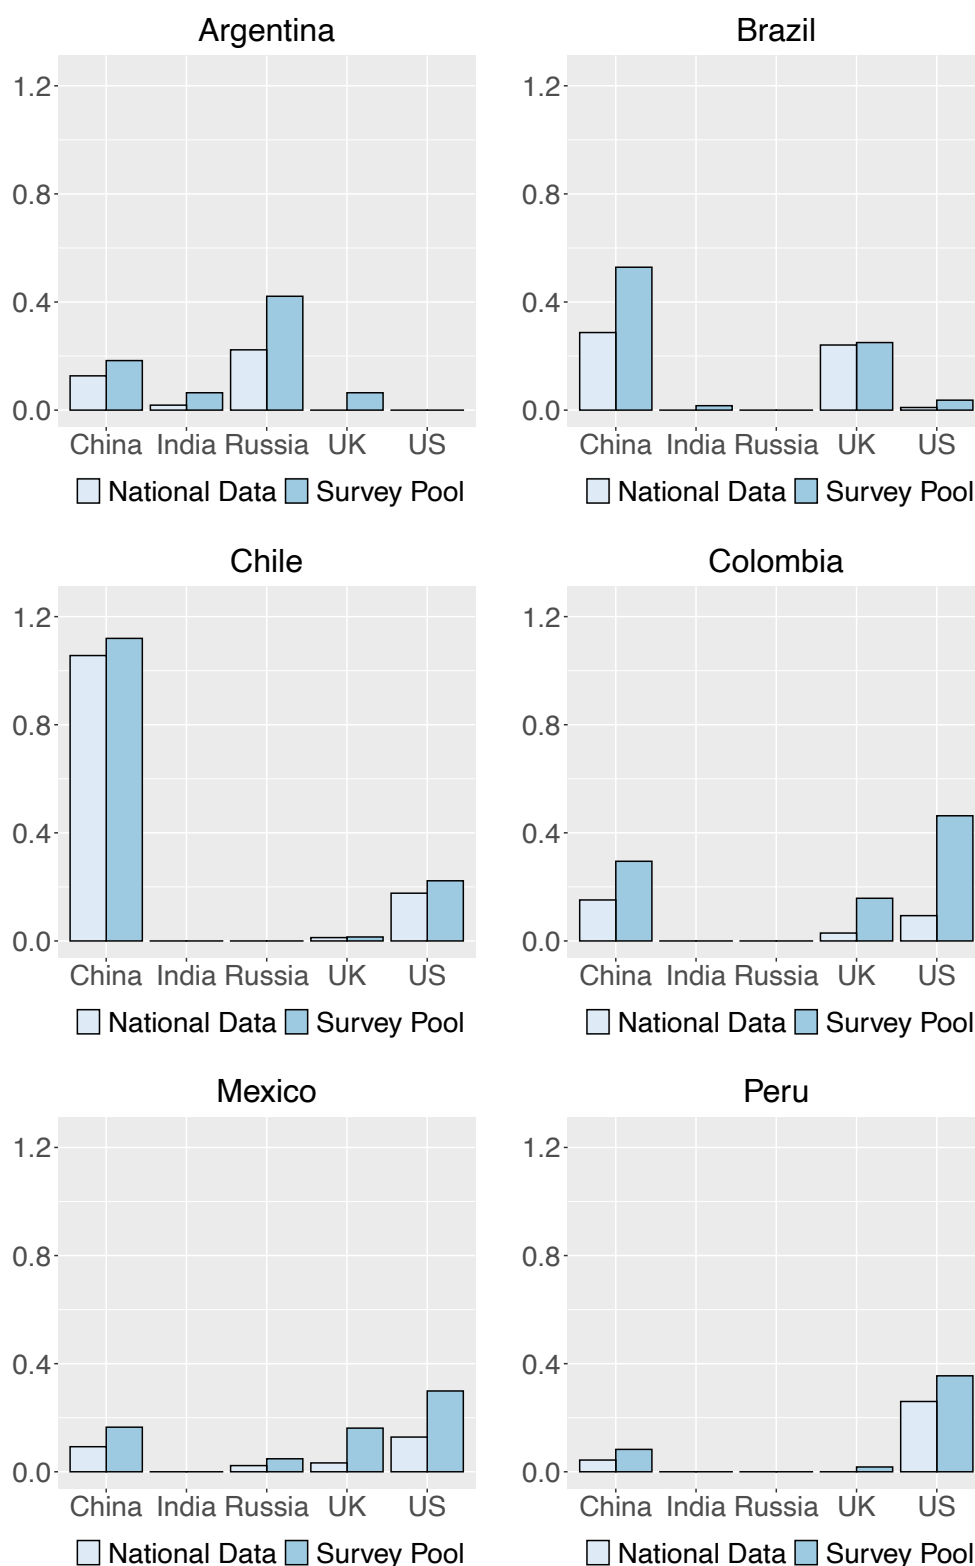 Argentina
1.2
0.8
0.4
0.0
China India Russia UK US
National Data Survey Pool
Brazil
1.2
0.8
0.4
0.0
China India Russia UK US
National Data Survey Pool
Chile
1.2
0.8
0.4
0.0
China India Russia UK US
National Data Survey Pool
Colombia
1.2
0.8
0.4
0.0
China India Russia UK US
National Data Survey Pool
Mexico
1.2
0.8
0.4
0.0
China India Russia UK US
National Data Survey Pool
Peru
1.2
0.8
0.4
0.0
China India Russia UK US
National Data Survey Pool